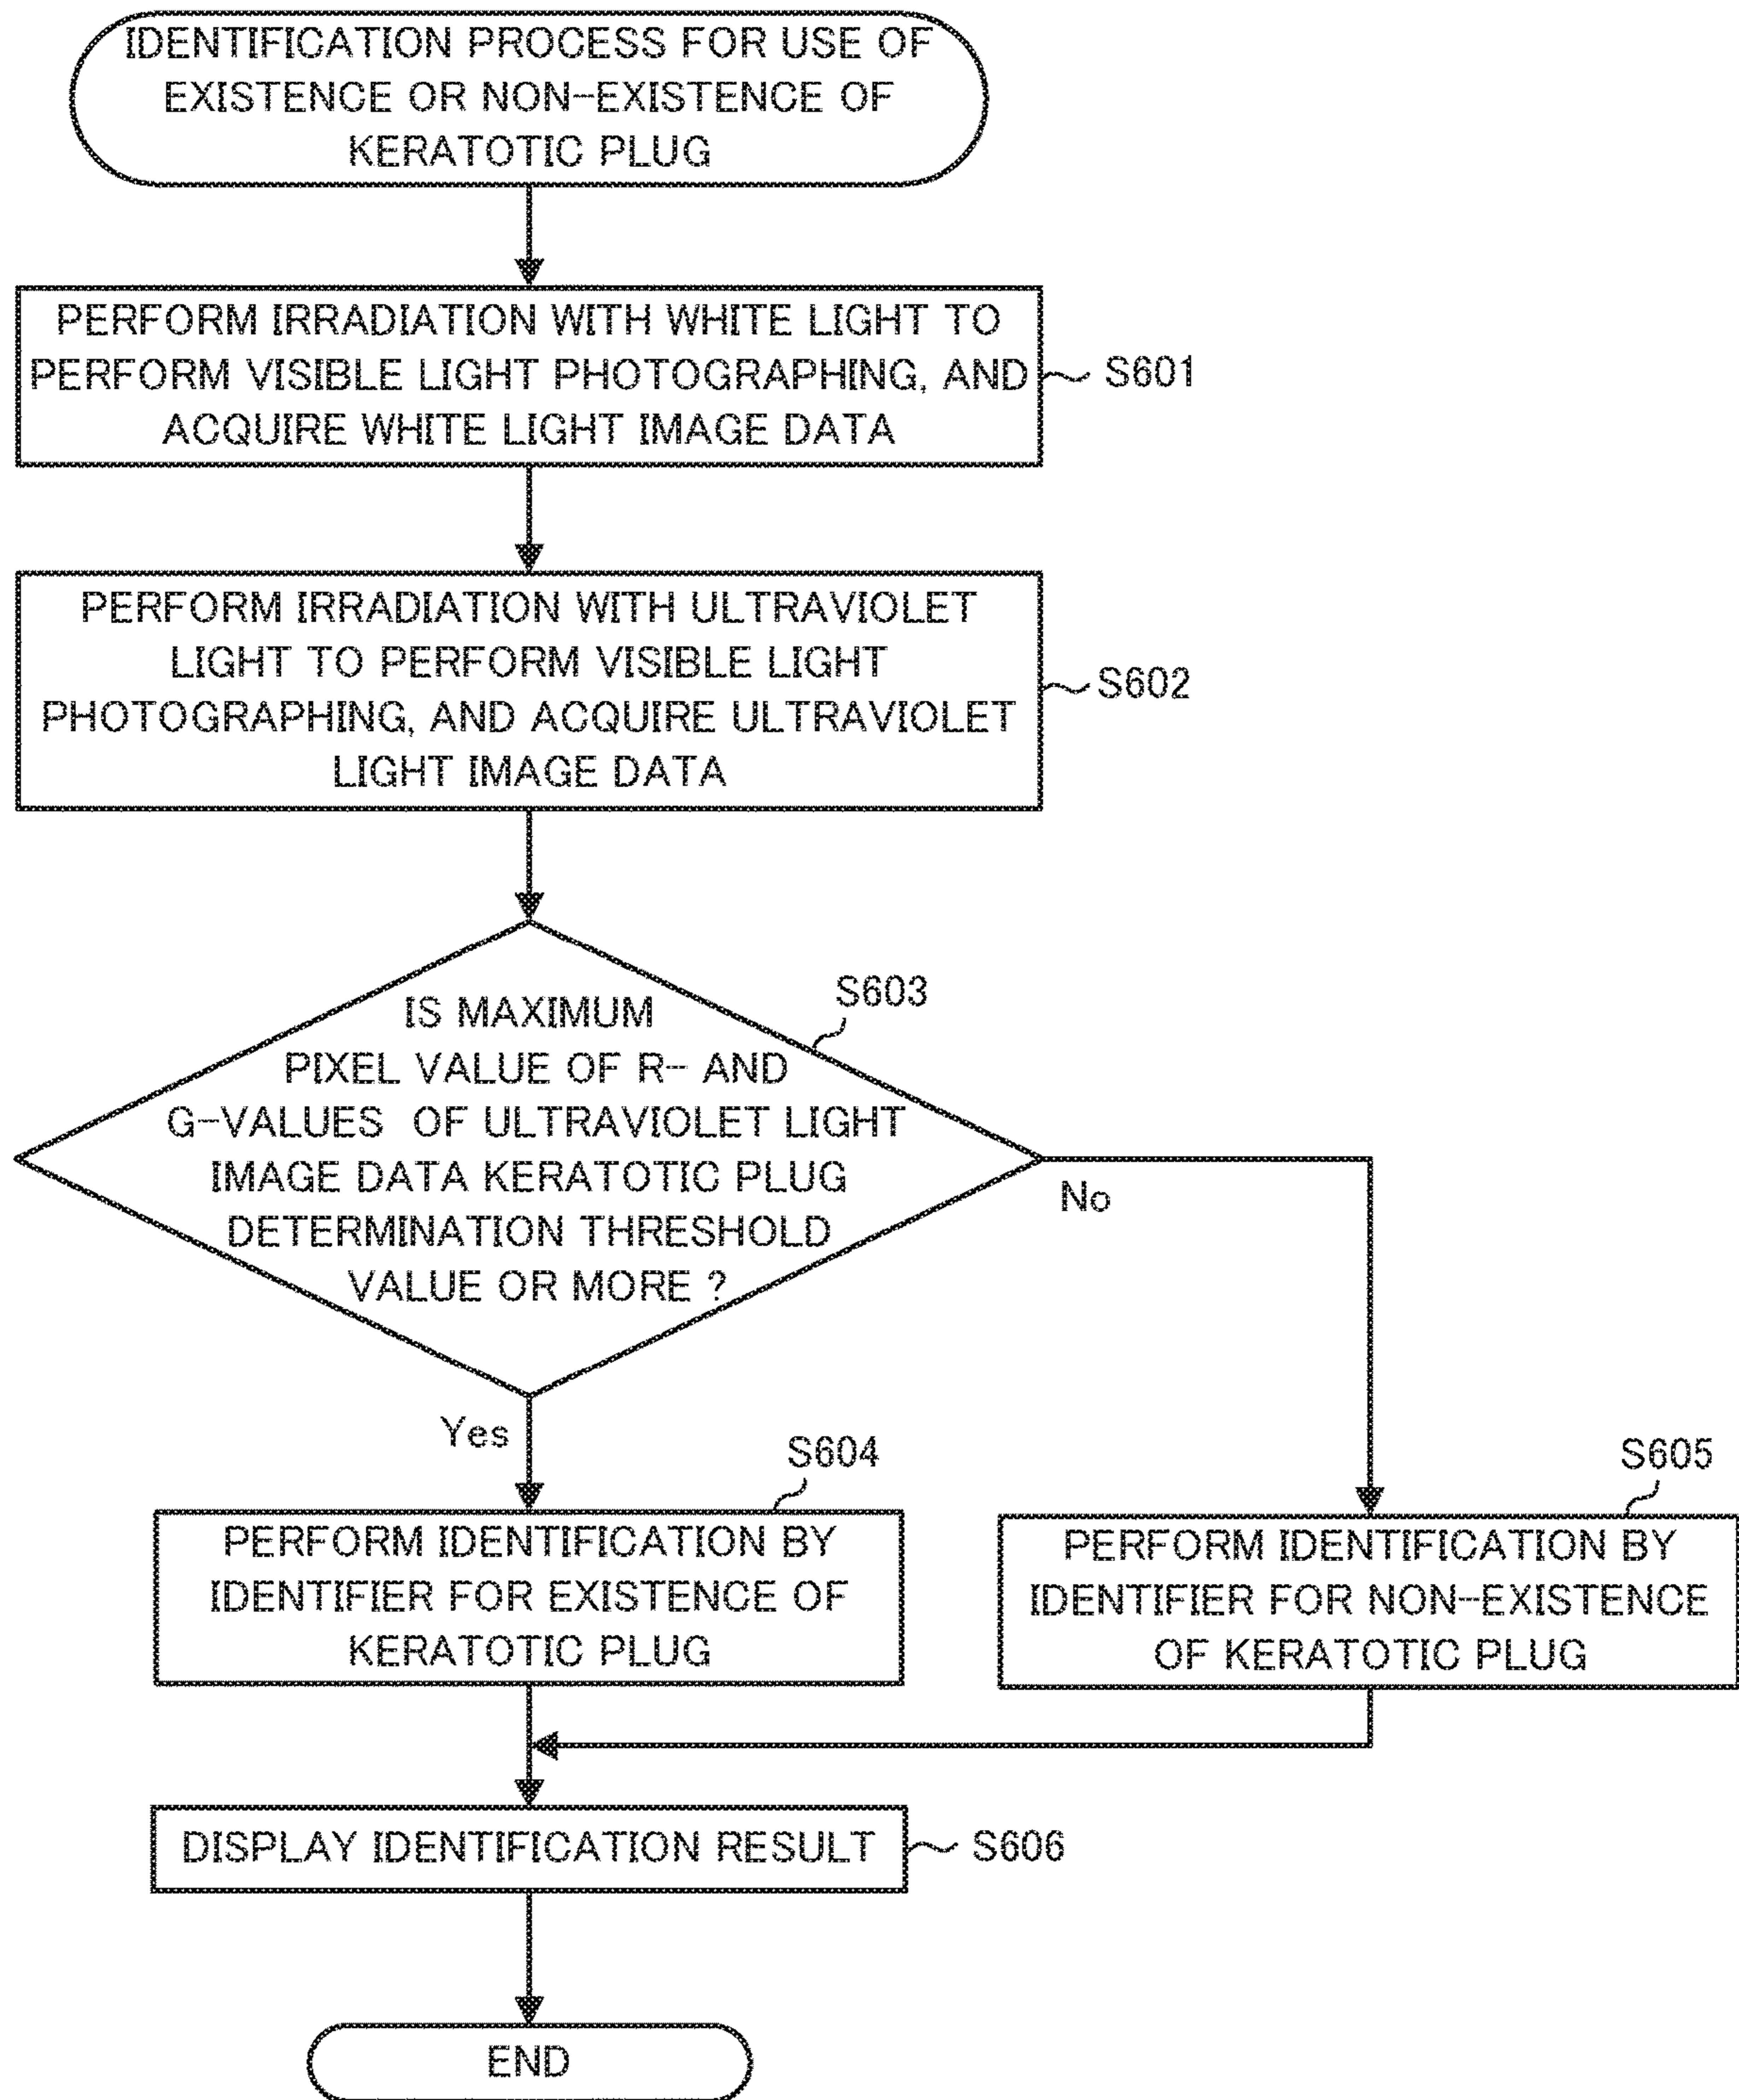 IDENTIFICATION PROCESS FOR USE OF
EXISTENCE OR NON-EXISTENCE OF
KERATOTIC PLUG
PERFORM IRRADIATION WITH WHITE LIGHT TO
PERFORM VISIBLE LIGHT PHOTOGRAPHING, AND
ACQUIRE WHITE LIGHT IMAGE DATA
S601
PERFORM IRRADIATION WITH ULTRAVIOLET
LIGHT TO PERFORM VISIBLE LIGHT
PHOTOGRAPHING, AND ACQUIRE ULTRAVIOLET
LIGHT IMAGE DATA
S602
S603
IS MAXIMUM
PIXEL VALUE OF R- AND
G-VALUES OF ULTRAVIOLET LIGHT
IMAGE DATA KERATOTIC PLUG
DETERMINATION THRESHOLD
VALUE OR MORE ?
No
Yes
S604
PERFORM IDENTIFICATION BY
IDENTIFIER FOR EXISTENCE OF
KERATOTIC PLUG
S605
PERFORM IDENTIFICATION BY
IDENTIFIER FOR NON-EXISTENCE
OF KERATOTIC PLUG
DISPLAY IDENTIFICATION RESULT
S606
END